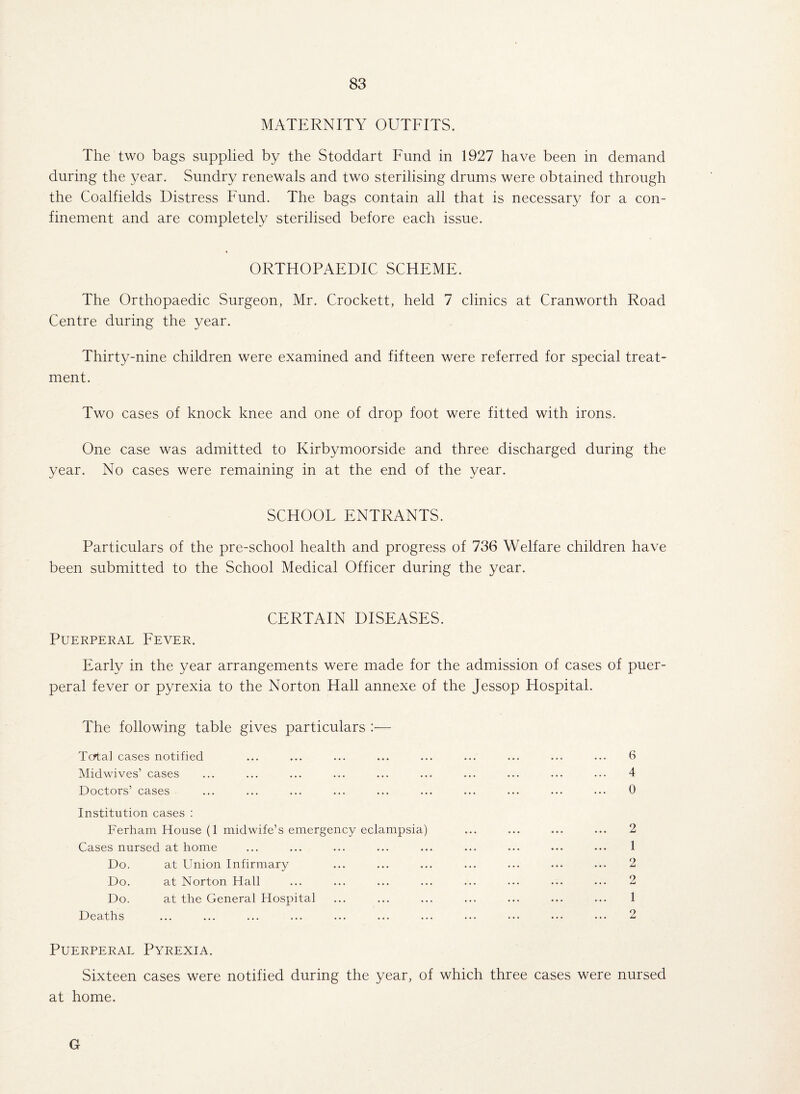 83
MATERNITY OUTFITS.
The two bags supplied by the Stoddart Fund in 1927 have been in demand
during the year. Sundry renewals and two sterilising drums were obtained through
the Coalfields Distress Fund. The bags contain all that is necessary for a con-
finement and are completely sterilised before each issue.
ORTHOPAEDIC SCHEME.
The Orthopaedic Surgeon, Mr. Crockett, held 7 clinics at Cranworth Road
Centre during the year.
Thirty-nine children were examined and fifteen were referred for special treat-
ment.
Two cases of knock knee and one of drop foot were fitted with irons.
One case was admitted to Kirbymoorside and three discharged during the
year. No cases were remaining in at the end of the year.
SCHOOL ENTRANTS.
Particulars of the pre-school health and progress of 736 Welfare children have
been submitted to the School Medical Officer during the year.
CERTAIN DISEASES.
Puerperal Fever.
Early in the year arrangements were made for the admission of cases of puer-
peral fever or pyrexia to the Norton Hall annexe of the Jessop Hospital.
The following table gives particulars :—
Total cases notified ... ... ... ... ... ... ... ... ... 6
Midwives' cases ... ... ... ... ... ... ... ... ... ... 4
Doctors' cases ... ... ... ... ... ... ... ... ... ... 0
Institution cases :
Ferham House (1 midwife's emergency eclampsia) ... ... ... ... 2
Cases nursed at home ... ... ... ... ... ... ... ... ... 1
Do. at Union Infirmary ... ... ... ... ... ... ... 2
Do. at Norton Hall ... ... ... ... ... ... ... ... 2
Do. at the General Hospital ... ... ... ... ... ... ... 1
Deaths ... ... ... ... ... ... ... ... ... ... ... 2
Puerperal Pyrexia.
Sixteen cases were notified during the year, of which three cases were nursed
at home.
G